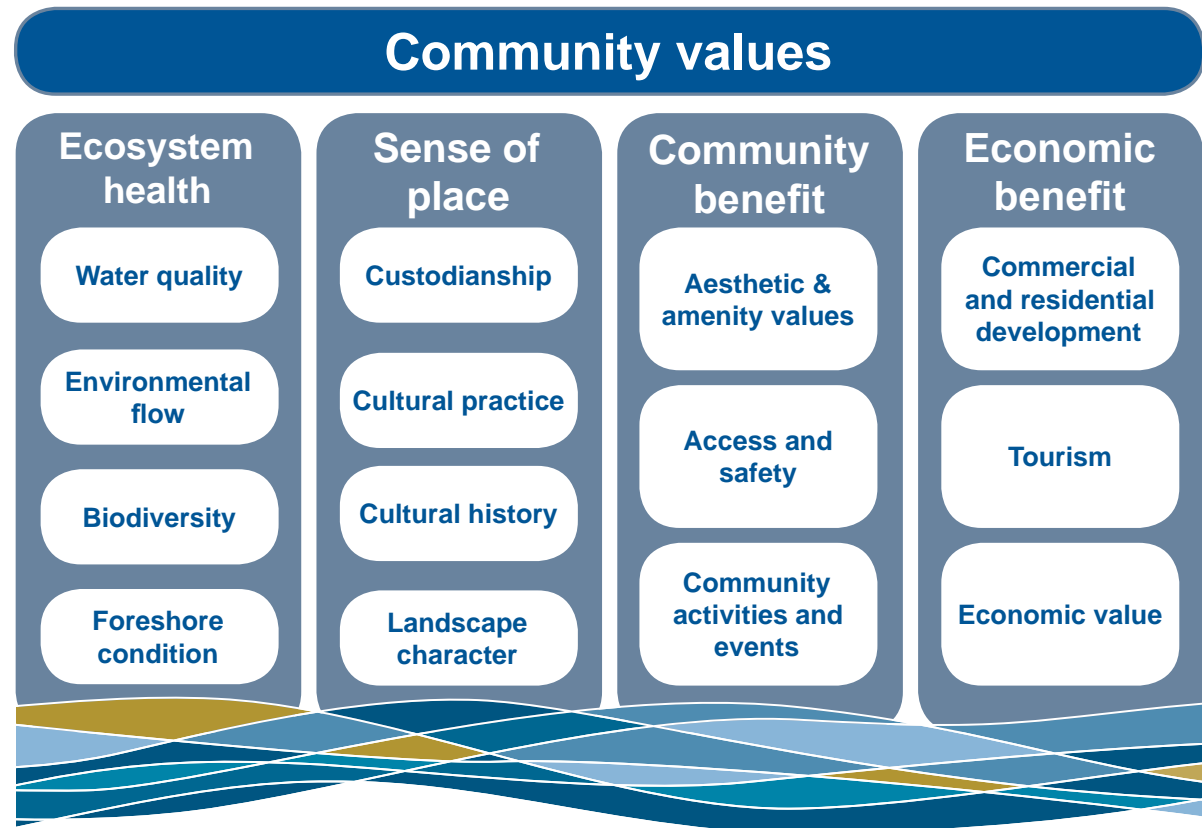 Community values
Ecosystem
health
Water quality
Environmental
flow
Biodiversity
Foreshore
condition
Sense of
place
Custodianship
Cultural practice
Cultural history
Landscape
character
Community
benefit
Aesthetic &
amenity values
Access and
safety
Community
activities and
events
Economic
benefit
Commercial
and residential
development
Tourism
Economic value